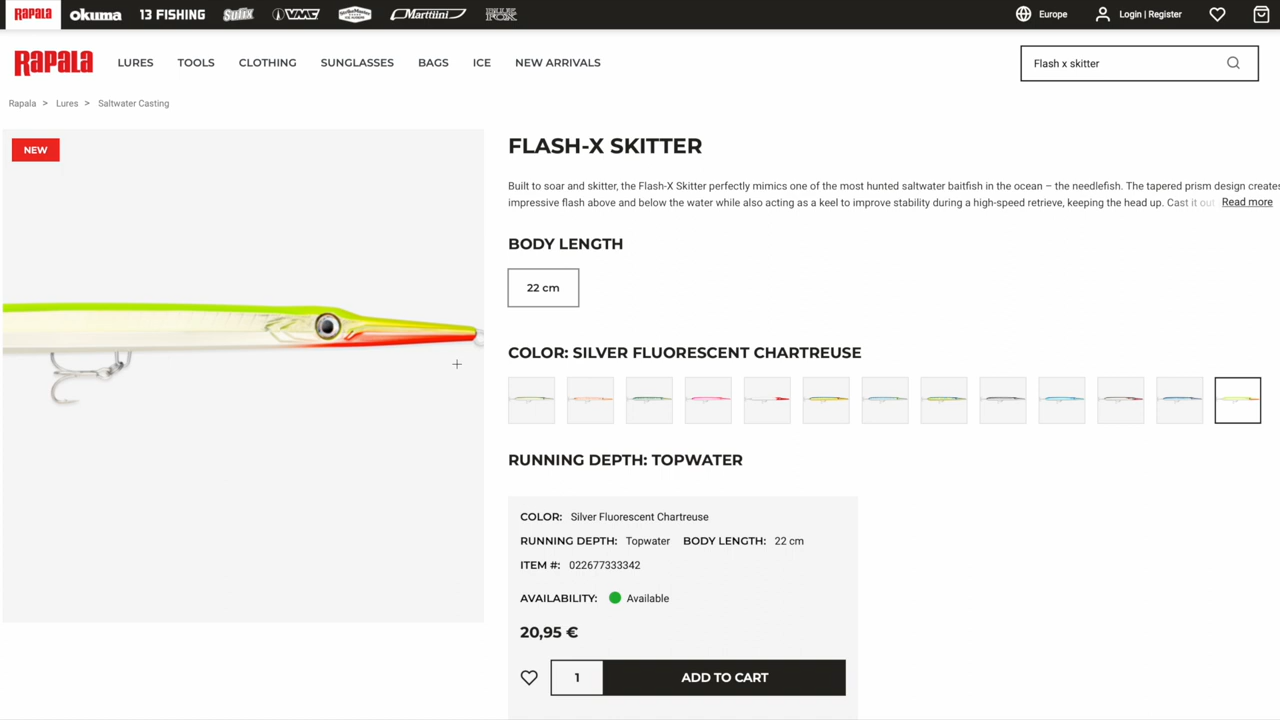 Rapala okuma 13 FISHING Sufix VMC StrikeMaster Marttiini BLUE FOX Europe Login | Register
Rapala LURES TOOLS CLOTHING SUNGLASSES BAGS ICE NEW ARRIVALS Flash x skitter
Rapala > Lures > Saltwater Casting
NEW
FLASH-X SKITTER
Built to soar and skitter, the Flash-X Skitter perfectly mimics one of the most hunted saltwater baitfish in the ocean – the needlefish. The tapered prism design creates
impressive flash above and below the water while also acting as a keel to improve stability during a high-speed retrieve, keeping the head up. Cast it out Read more
BODY LENGTH
22 cm
COLOR: SILVER FLUORESCENT CHARTREUSE
RUNNING DEPTH: TOPWATER
COLOR: Silver Fluorescent Chartreuse
RUNNING DEPTH: Topwater BODY LENGTH: 22 cm
ITEM #: 022677333342
AVAILABILITY: Available
20,95 €
1 ADD TO CART